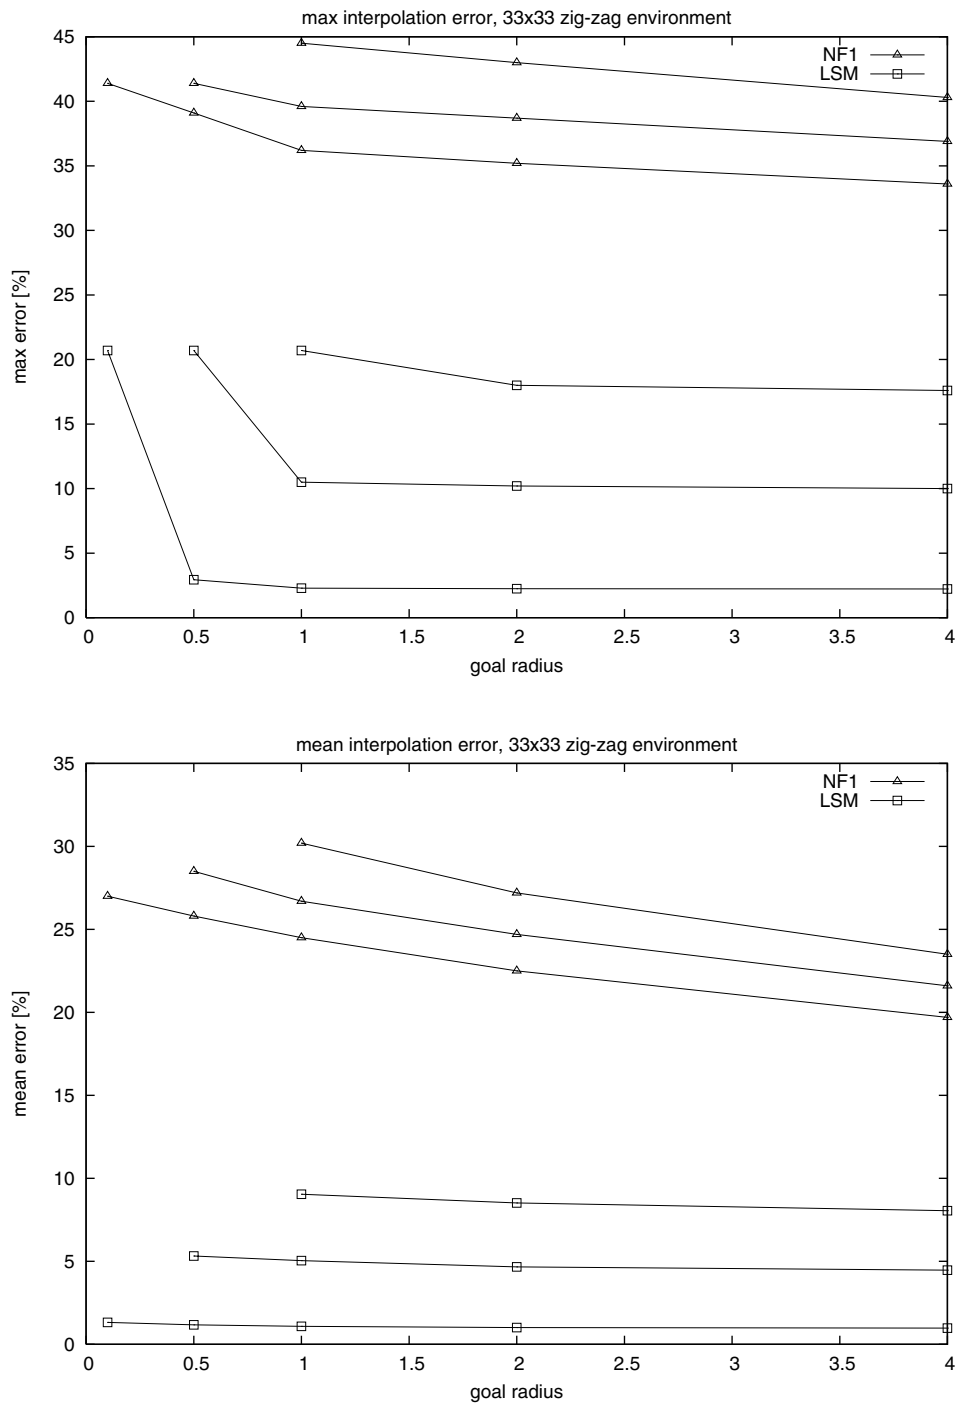 max interpolation error, 33x33 zig-zag environment
NF1
LSM
max error [%]
45
40
35
30
25
20
15
10
5
0
0 0.5 1 1.5 2 2.5 3 3.5 4
goal radius
mean interpolation error, 33x33 zig-zag environment
NF1
LSM
mean error [%]
35
30
25
20
15
10
5
0
0 0.5 1 1.5 2 2.5 3 3.5 4
goal radius